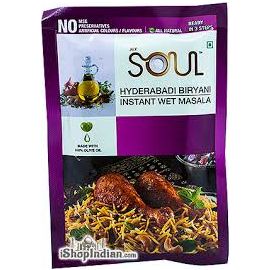 NO MSG
PRESERVATIVES
ARTIFICIAL COLOURS / FLAVOURS
ALL NATURAL
READY
IN 3 STEPS
SOUL
HYDERABADI BIRYANI
INSTANT WET MASALA
MADE WITH
100% OLIVE OIL
iShopIndian.com